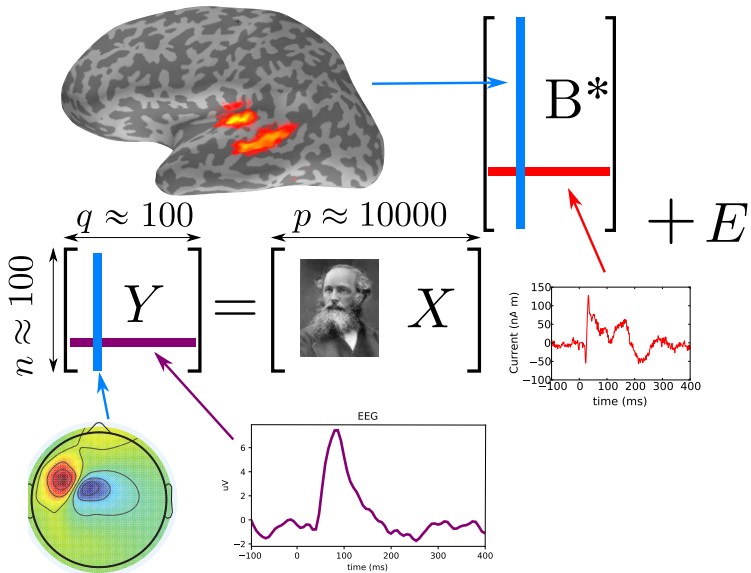 B*
+ E
q ≈ 100
p ≈ 10000
n ≈ 100
Y
=
X
150
100
50
0
−50
−100
Current (nA m)
−100 0 100 200 300 400
time (ms)
EEG
6
4
2
0
−2
uV
−100 0 100 200 300 400
time (ms)